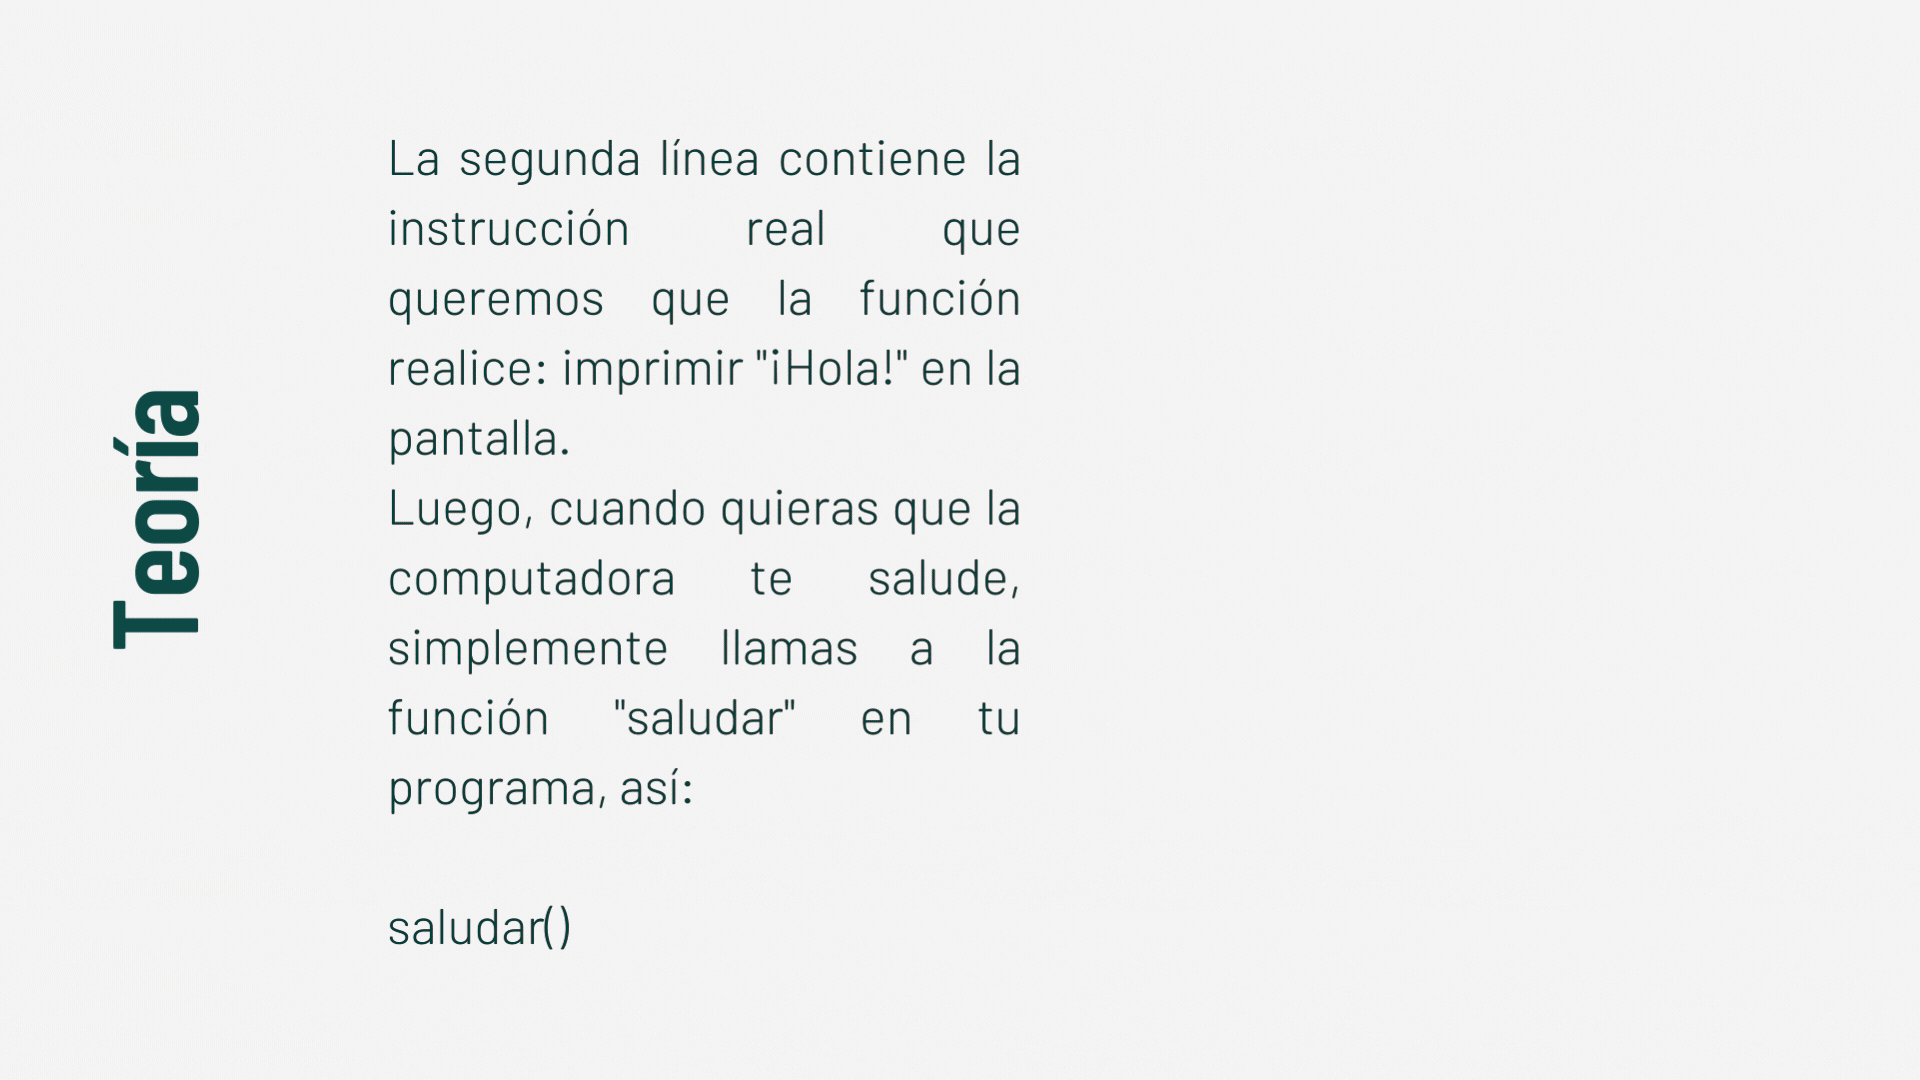 Teoría
La segunda línea contiene la
instrucción real que
queremos que la función
realice: imprimir "¡Hola!" en la
pantalla.
Luego, cuando quieras que la
computadora te salude,
simplemente llamas a la
función "saludar" en tu
programa, así:
saludar()